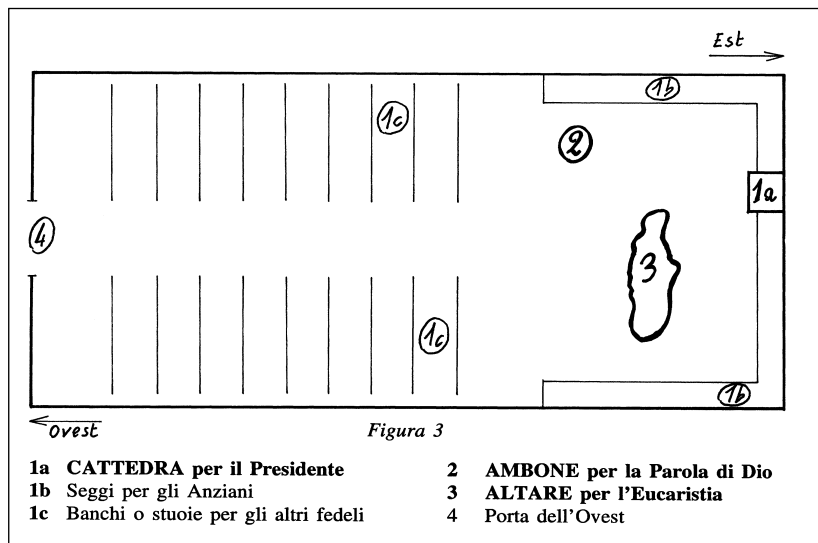 Est
1b
1c
2
1a
4
3
1c
1b
Ovest
Figura 3
1a CATTEDRA per il Presidente
1b Seggi per gli Anziani
1c Banchi o stuoie per gli altri fedeli
2 AMBONE per la Parola di Dio
3 ALTARE per l'Eucaristia
4 Porta dell'Ovest